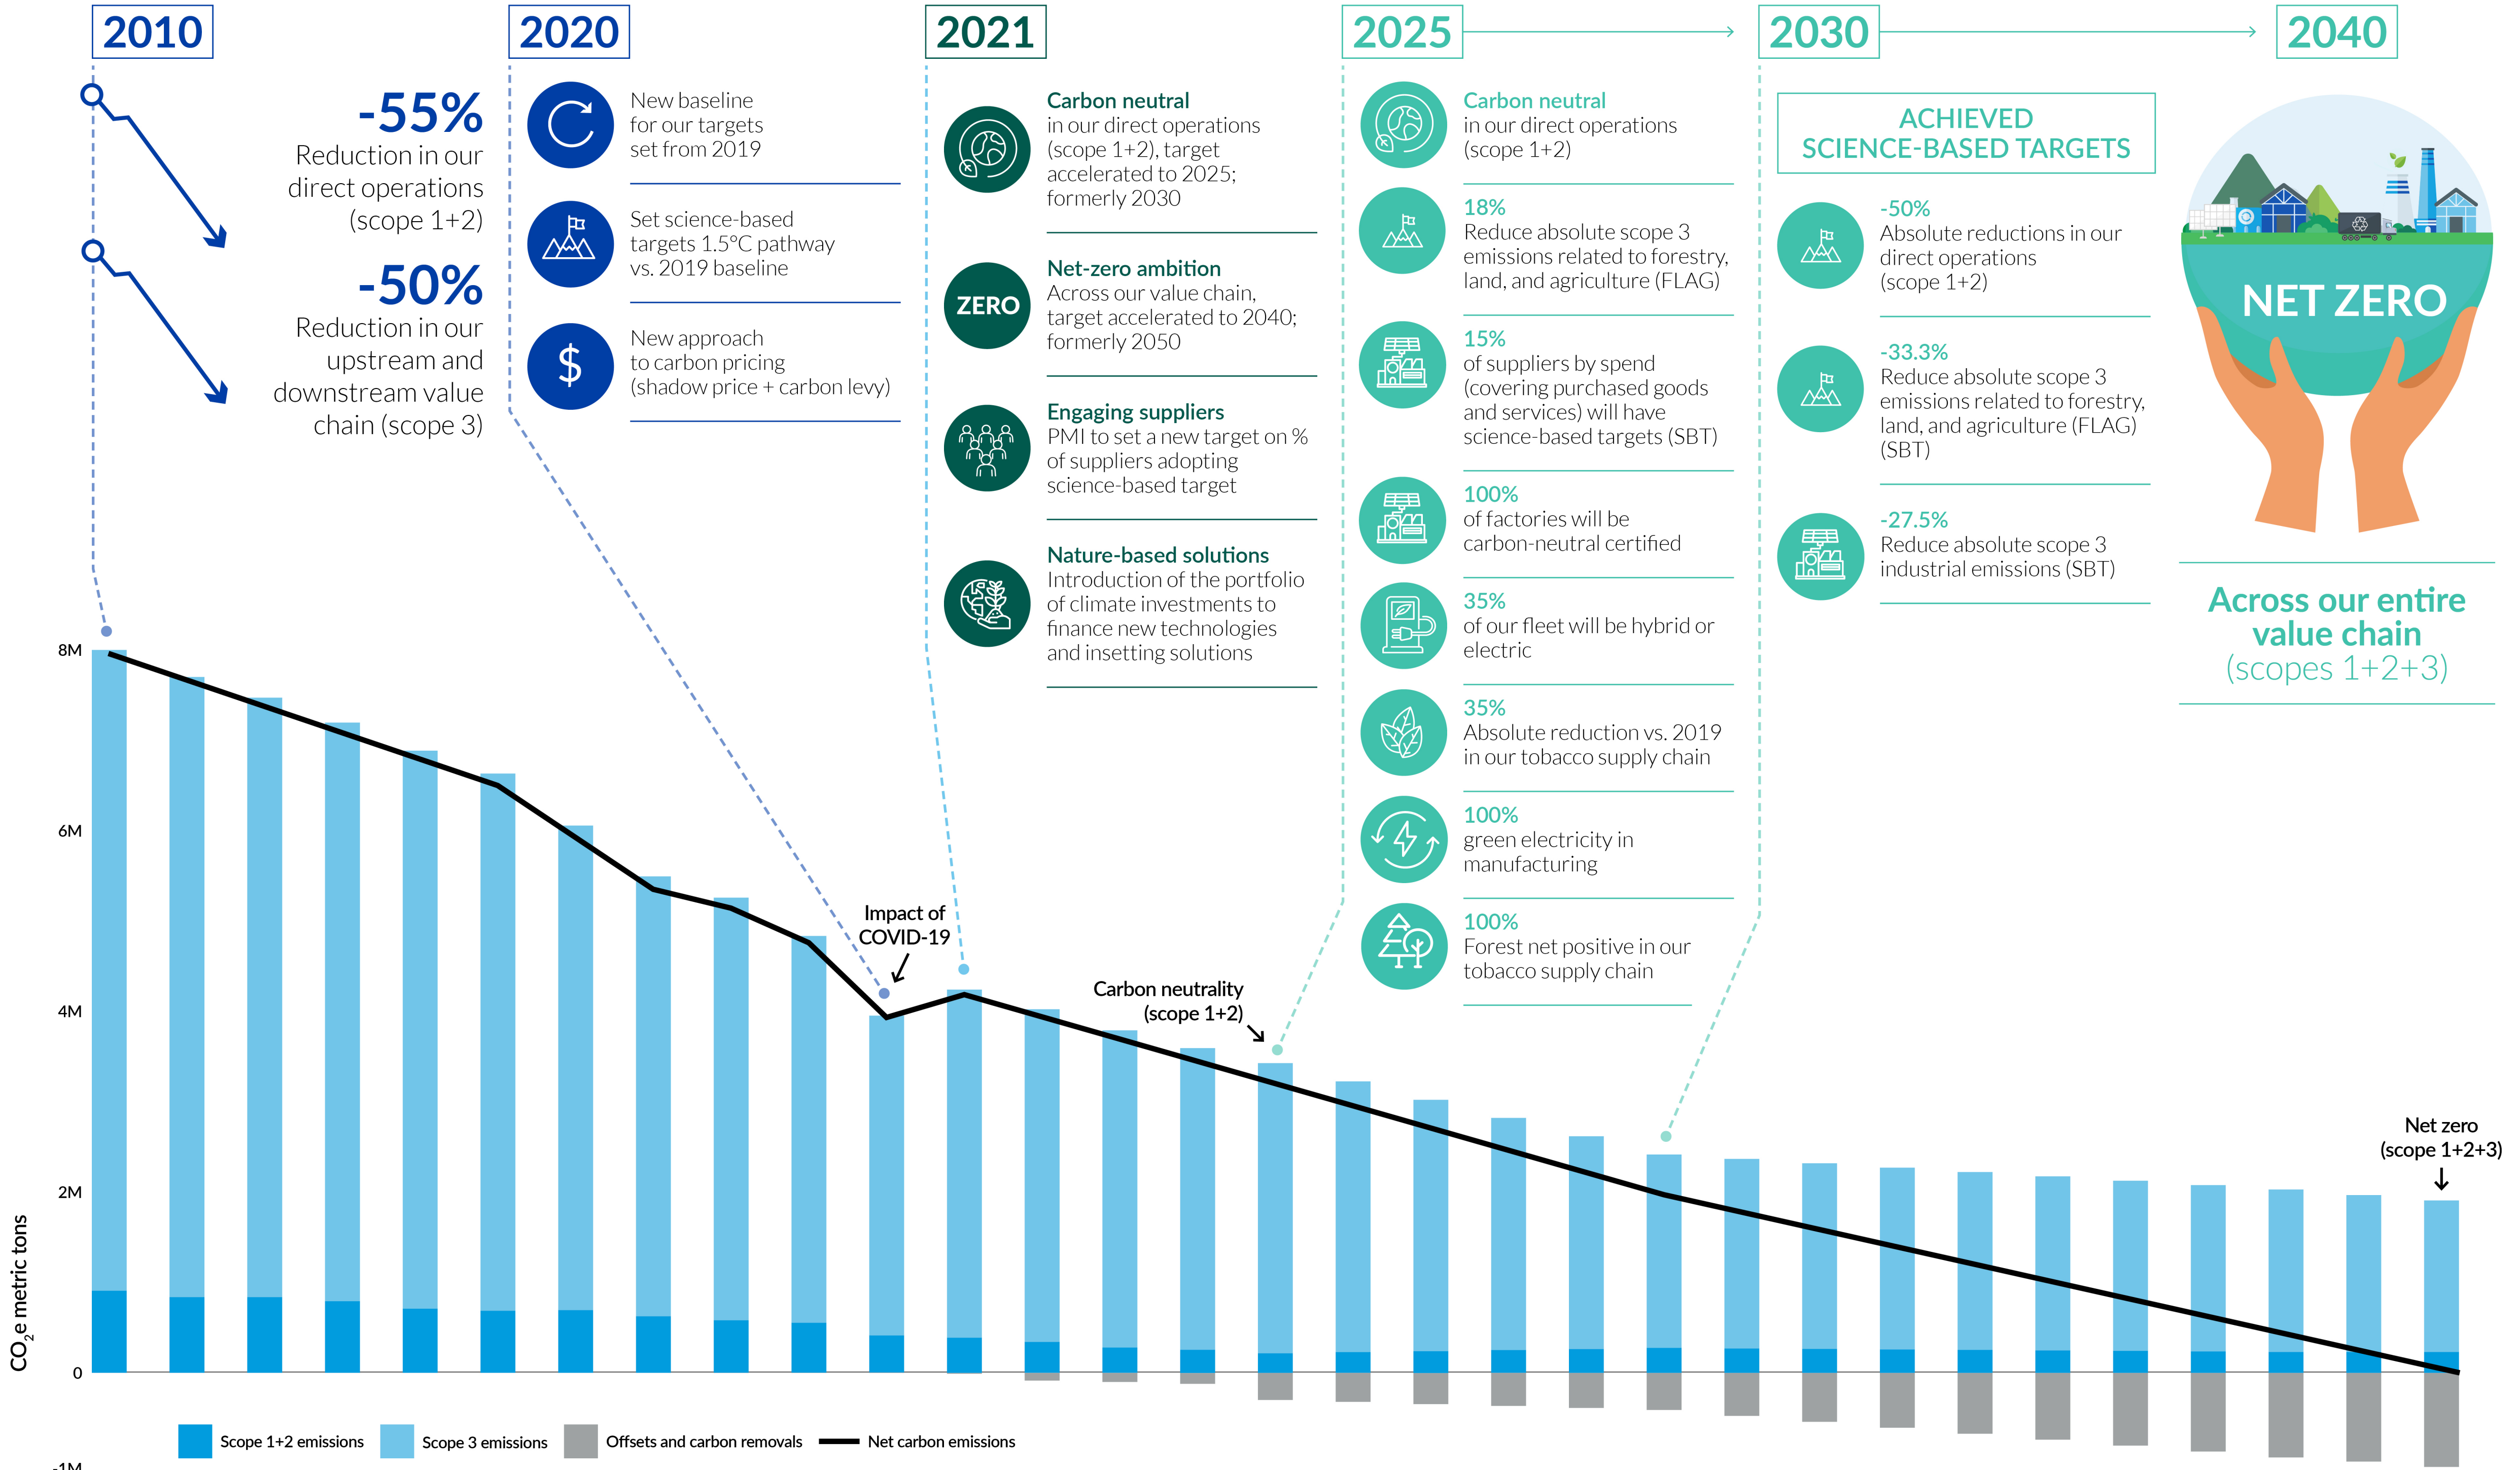 2010
-55%
Reduction in our
direct operations
(scope 1+2)
-50%
Reduction in our
upstream and
downstream value
chain (scope 3)
2020
New baseline
for our targets
set from 2019
Set science-based
targets 1.5°C pathway
vs. 2019 baseline
$
New approach
to carbon pricing
(shadow price + carbon levy)
2021
Carbon neutral
in our direct operations
(scope 1+2), target
accelerated to 2025;
formerly 2030
ZERO
Net-zero ambition
Across our value chain,
target accelerated to 2040;
formerly 2050
Engaging suppliers
PMI to set a new target on %
of suppliers adopting
science-based target
Nature-based solutions
Introduction of the portfolio
of climate investments to
finance new technologies
and insetting solutions
2025
Carbon neutral
in our direct operations
(scope 1+2)
18%
Reduce absolute scope 3
emissions related to forestry,
land, and agriculture (FLAG)
15%
of suppliers by spend
(covering purchased goods
and services) will have
science-based targets (SBT)
100%
of factories will be
carbon-neutral certified
35%
of our fleet will be hybrid or
electric
35%
Absolute reduction vs. 2019
in our tobacco supply chain
100%
green electricity in
manufacturing
100%
Forest net positive in our
tobacco supply chain
2030
ACHIEVED
SCIENCE-BASED TARGETS
-50%
Absolute reductions in our
direct operations
(scope 1+2)
-33.3%
Reduce absolute scope 3
emissions related to forestry,
land, and agriculture (FLAG)
(SBT)
-27.5%
Reduce absolute scope 3
industrial emissions (SBT)
2040
NET ZERO
Across our entire
value chain
(scopes 1+2+3)
8M
6M
4M
2M
0
-1M
CO2e metric tons
Impact of
COVID-19
Carbon neutrality
(scope 1+2)
Net zero
(scope 1+2+3)
Scope 1+2 emissions
Scope 3 emissions
Offsets and carbon removals
Net carbon emissions